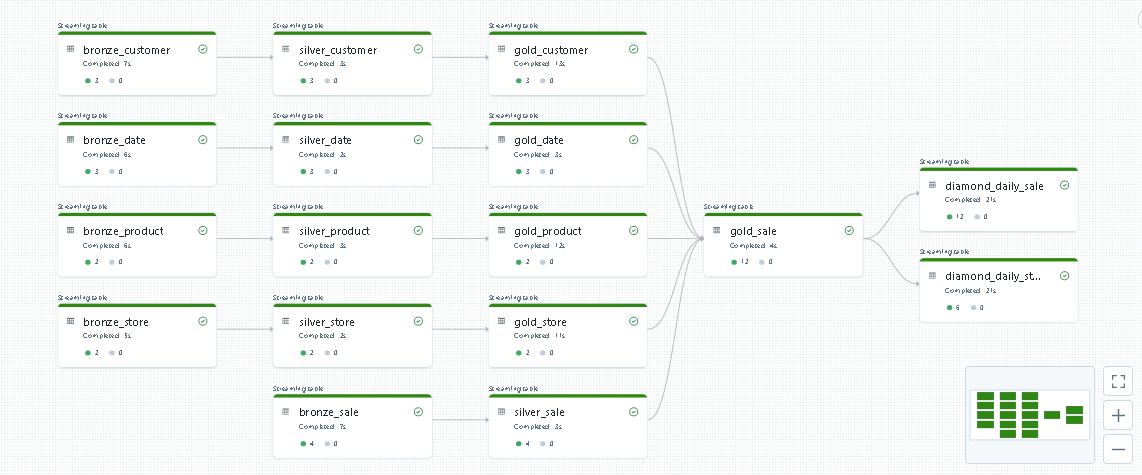 Streaming table
bronze_customer
Completed · 7s
3 0
Streaming table
silver_customer
Completed · 3s
3 0
Streaming table
gold_customer
Completed · 13s
3 0
Streaming table
bronze_date
Completed · 6s
3 0
Streaming table
silver_date
Completed · 2s
3 0
Streaming table
gold_date
Completed · 3s
3 0
Streaming table
bronze_product
Completed · 6s
2 0
Streaming table
silver_product
Completed · 3s
2 0
Streaming table
gold_product
Completed · 12s
2 0
Streaming table
bronze_store
Completed · 5s
2 0
Streaming table
silver_store
Completed · 2s
2 0
Streaming table
gold_store
Completed · 11s
2 0
Streaming table
bronze_sale
Completed · 7s
4 0
Streaming table
silver_sale
Completed · 3s
4 0
Streaming table
gold_sale
Completed · 4s
12 0
Streaming table
diamond_daily_sale
Completed · 21s
12 0
Streaming table
diamond_daily_st...
Completed · 21s
6 0